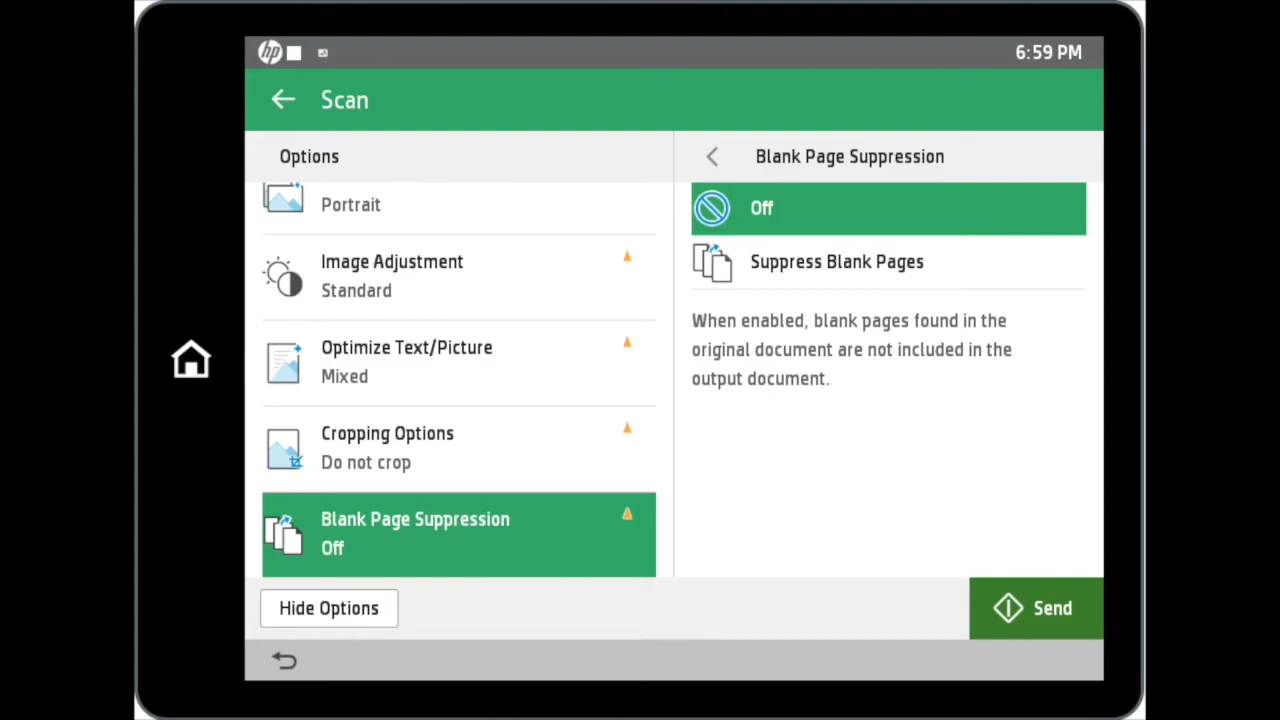 hp
6:59 PM
Scan
Options
Blank Page Suppression
Portrait
Image Adjustment
Standard
Optimize Text/Picture
Mixed
Cropping Options
Do not crop
Blank Page Suppression
Off
Off
Suppress Blank Pages
When enabled, blank pages found in the
original document are not included in the
output document.
Hide Options
Send